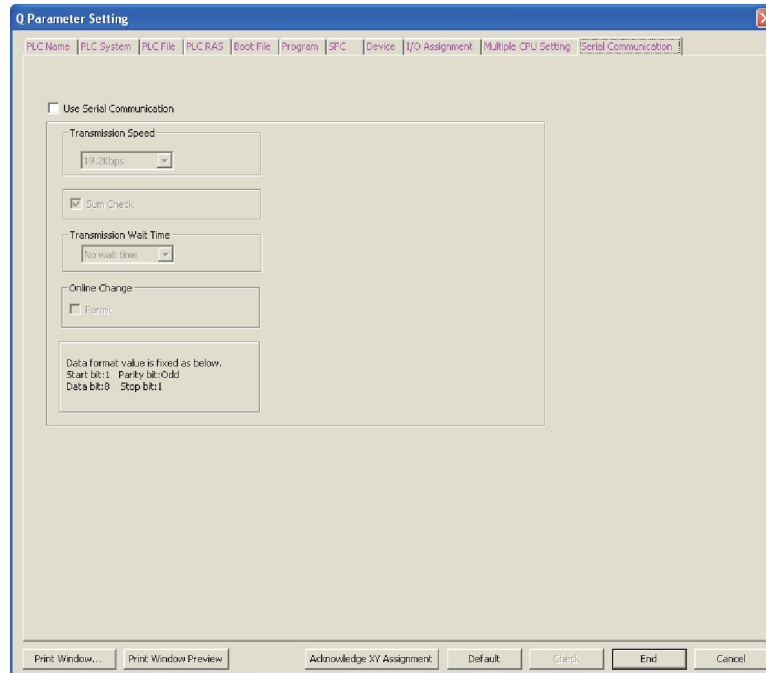 Q Parameter Setting
PLC Name PLC System PLC File PLC RAS Boot File Program SFC Device I/O Assignment Multiple CPU Setting Serial Communication
Use Serial Communication
Transmission Speed
19.2Kbps
Sum Check
Transmission Wait Time
No wait time
Online Change
Permit
Data format value is fixed as below.
Start bit:1 Parity bit:Odd
Data bit:8 Stop bit:1
Print Window... Print Window Preview Acknowledge XY Assignment Default Check End Cancel